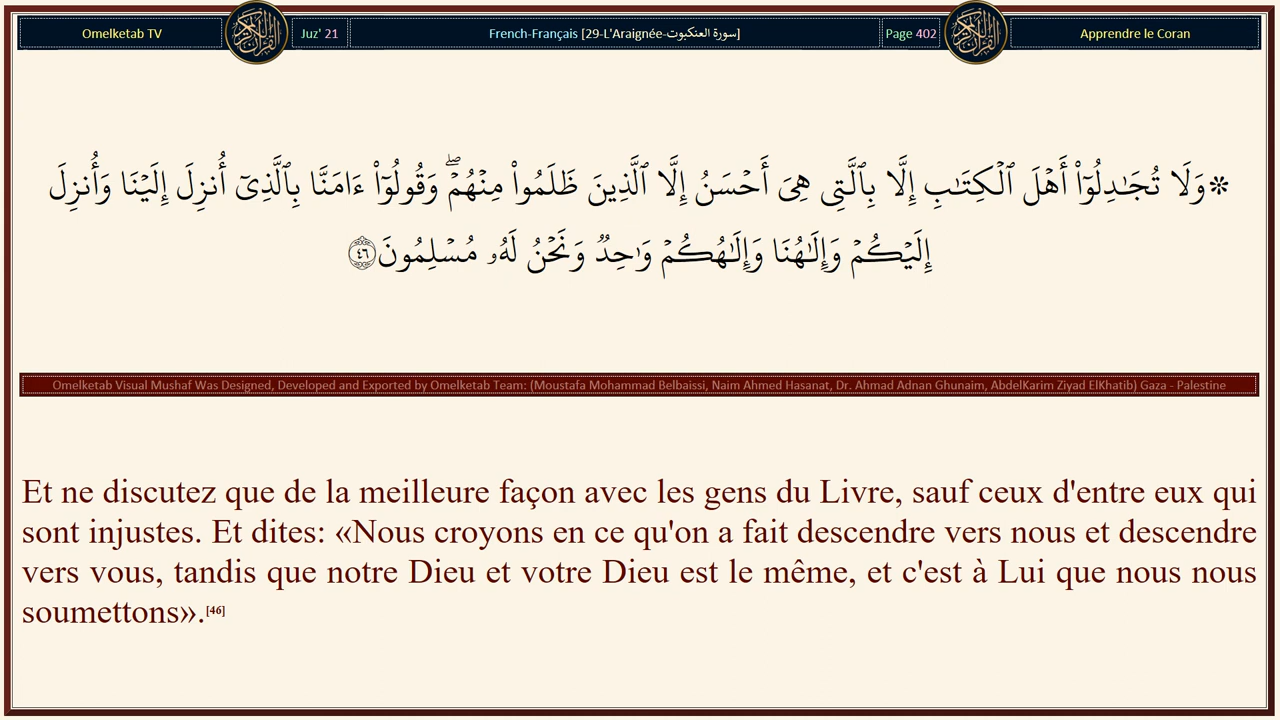 Omelketab TV
Juz' 21
French-Français [29-L'Araignée-سورة العنكبوت]
Page 402
Apprendre le Coran
۞ وَلَا تُجَـٰدِلُوٓا۟ أَهْلَ ٱلْكِتَـٰبِ إِلَّا بِٱلَّتِى هِىَ أَحْسَنُ إِلَّا ٱلَّذِينَ ظَلَمُوا۟ مِنْهُمْ ۖ وَقُولُوٓا۟ ءَامَنَّا بِٱلَّذِىٓ أُنزِلَ إِلَيْنَا وَأُنزِلَ
إِلَيْكُمْ وَإِلَـٰهُنَا وَإِلَـٰهُكُمْ وَٰحِدٌ وَنَحْنُ لَهُۥ مُسْلِمُونَ ٤٦
Omelketab Visual Mushaf Was Designed, Developed and Exported by Omelketab Team: (Moustafa Mohammad Belbaissi, Naim Ahmed Hasanat, Dr. Ahmad Adnan Ghunaim, AbdelKarim Ziyad ElKhatib) Gaza - Palestine
Et ne discutez que de la meilleure façon avec les gens du Livre, sauf ceux d'entre eux qui
sont injustes. Et dites: «Nous croyons en ce qu'on a fait descendre vers nous et descendre
vers vous, tandis que notre Dieu et votre Dieu est le même, et c'est à Lui que nous nous
soumettons».[46]